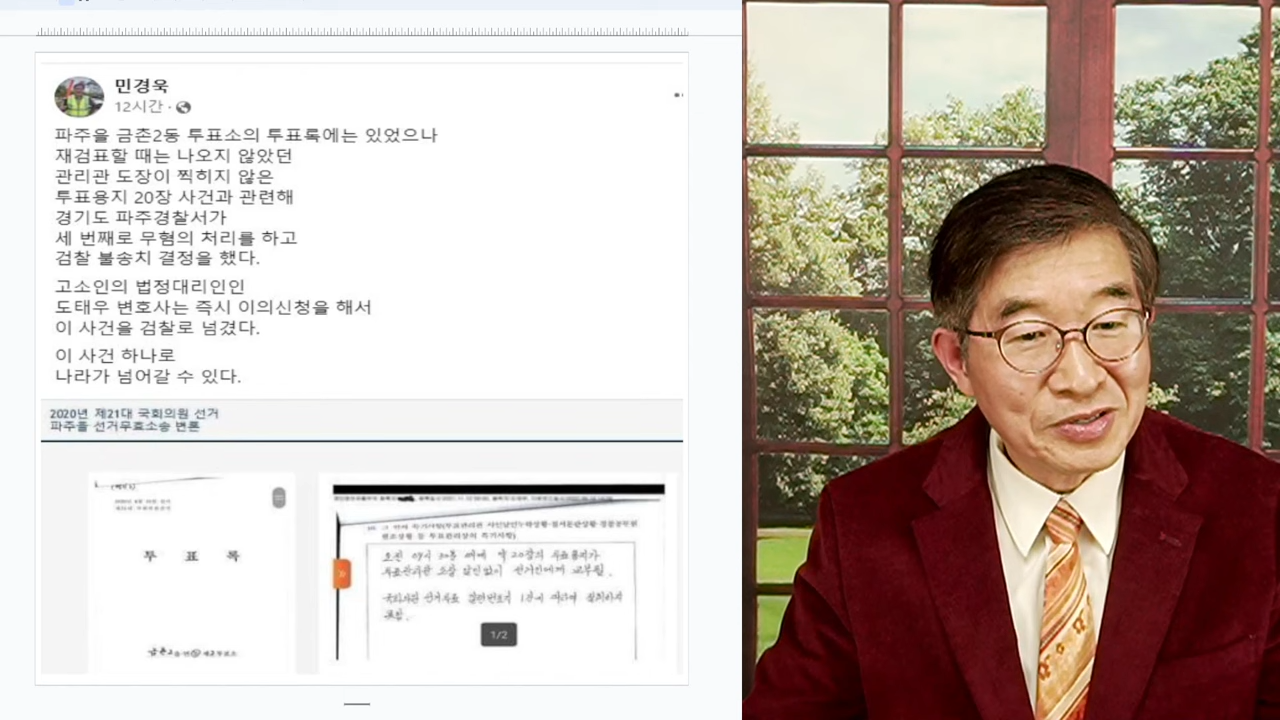 민경욱
12시간 ·
파주을 금촌2동 투표소의 투표록에는 있었으나
재검표할 때는 나오지 않았던
관리관 도장이 찍히지 않은
투표용지 20장 사건과 관련해
경기도 파주경찰서가
세 번째로 무혐의 처리를 하고
검찰 불송치 결정을 했다.
고소인의 법정대리인인
도태우 변호사는 즉시 이의신청을 해서
이 사건을 검찰로 넘겼다.
이 사건 하나로
나라가 넘어갈 수 있다.
2020년 제21대 국회의원 선거
파주을 선거무효소송 변론
투 표 록
1/2